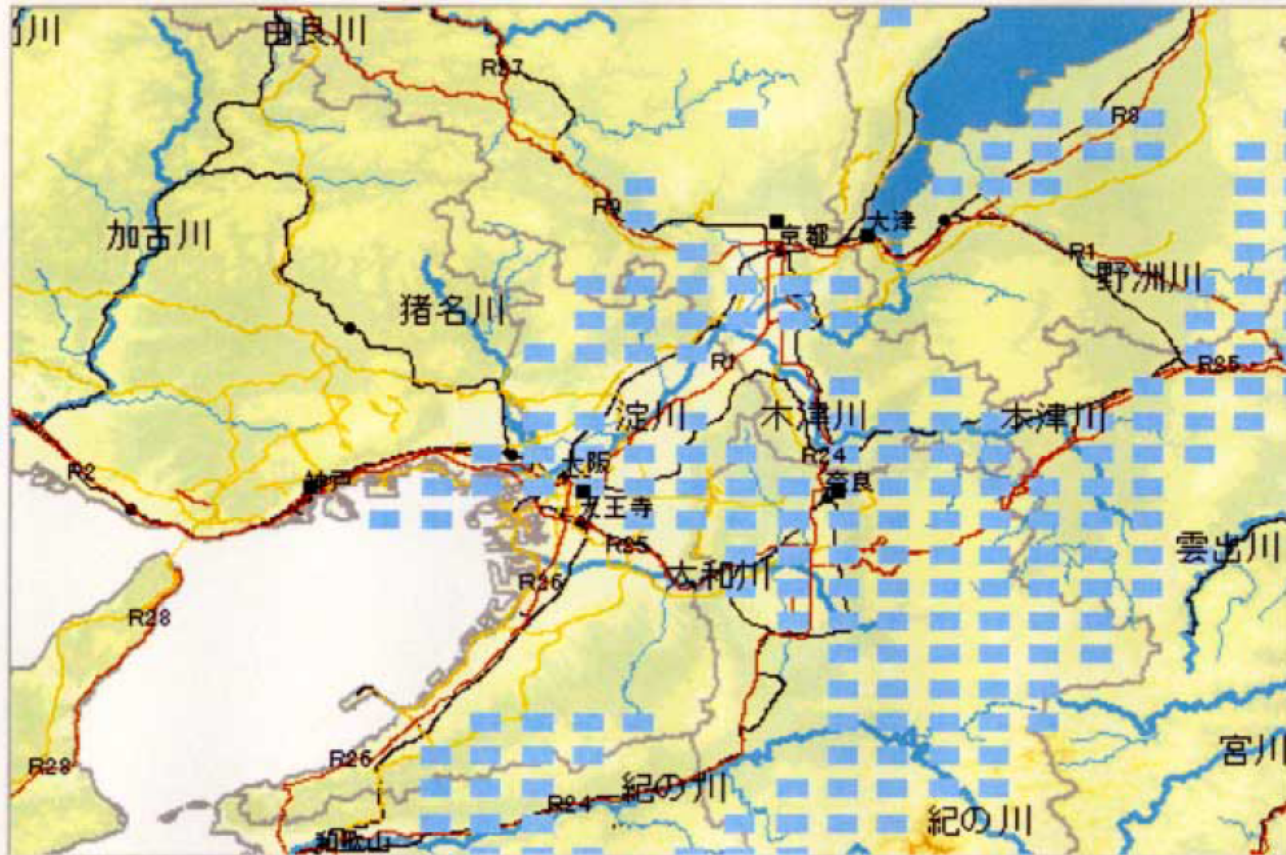 由良川
R27
R8
R9
大津
京都
加古川
R1
野洲川
猪名川
R1
R25
淀川
木津川
木津川
R24
R2
神戸
大阪
奈良
天王寺
R25
雲出川
大和川
R26
R28
宮川
R26
R28
紀の川
R24
紀の川
和歌山